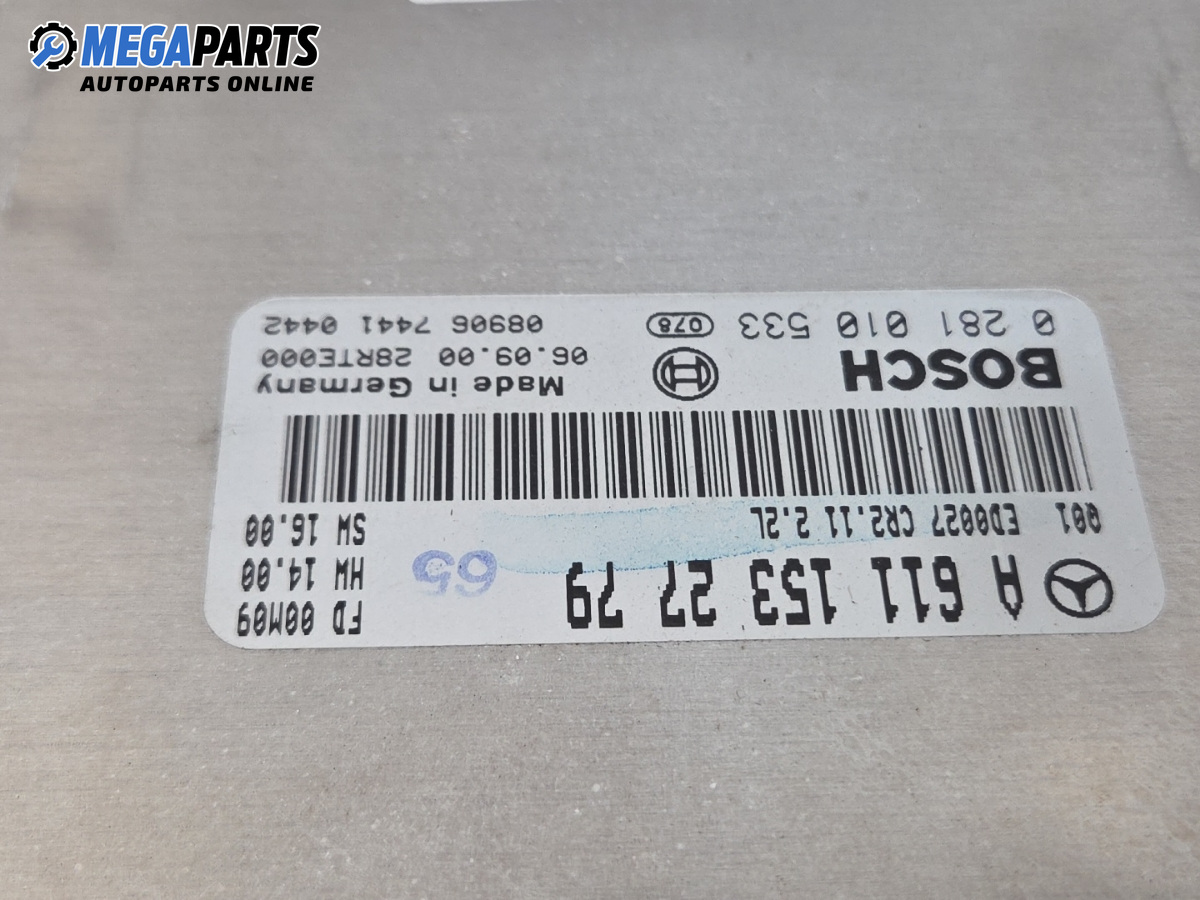 MEGAPARTS
AUTOPARTS ONLINE
A 611 153 27 79
FD 00M09
HW 14.00
65
Q01 ED0027 CR2.11 2.2L
SW 16.00
BOSCH
Made in Germany
06.09.00 28RTE000
0 281 010 533
078
08906 7441 0442